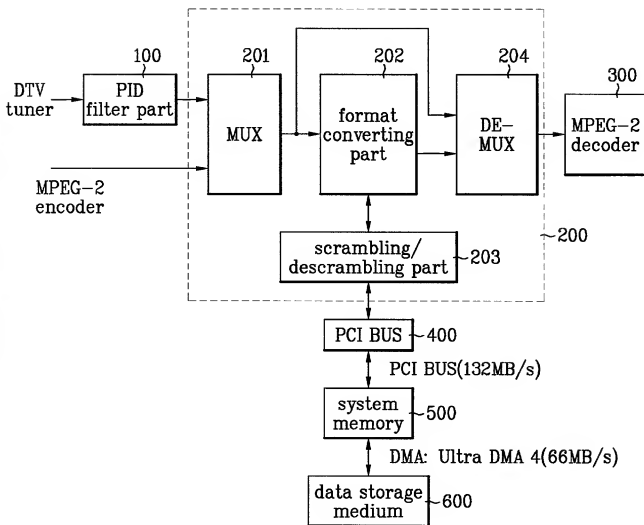 201
202
204
100
300
DTV
tuner
PID
filter part
MUX
format
converting
part
DE-
MUX
MPEG-2
decoder
MPEG-2
encoder
200
scrambling/
descrambling part
203
PCI BUS
400
PCI BUS(132MB/s)
system
memory
500
DMA: Ultra DMA 4(66MB/s)
data storage
medium
600